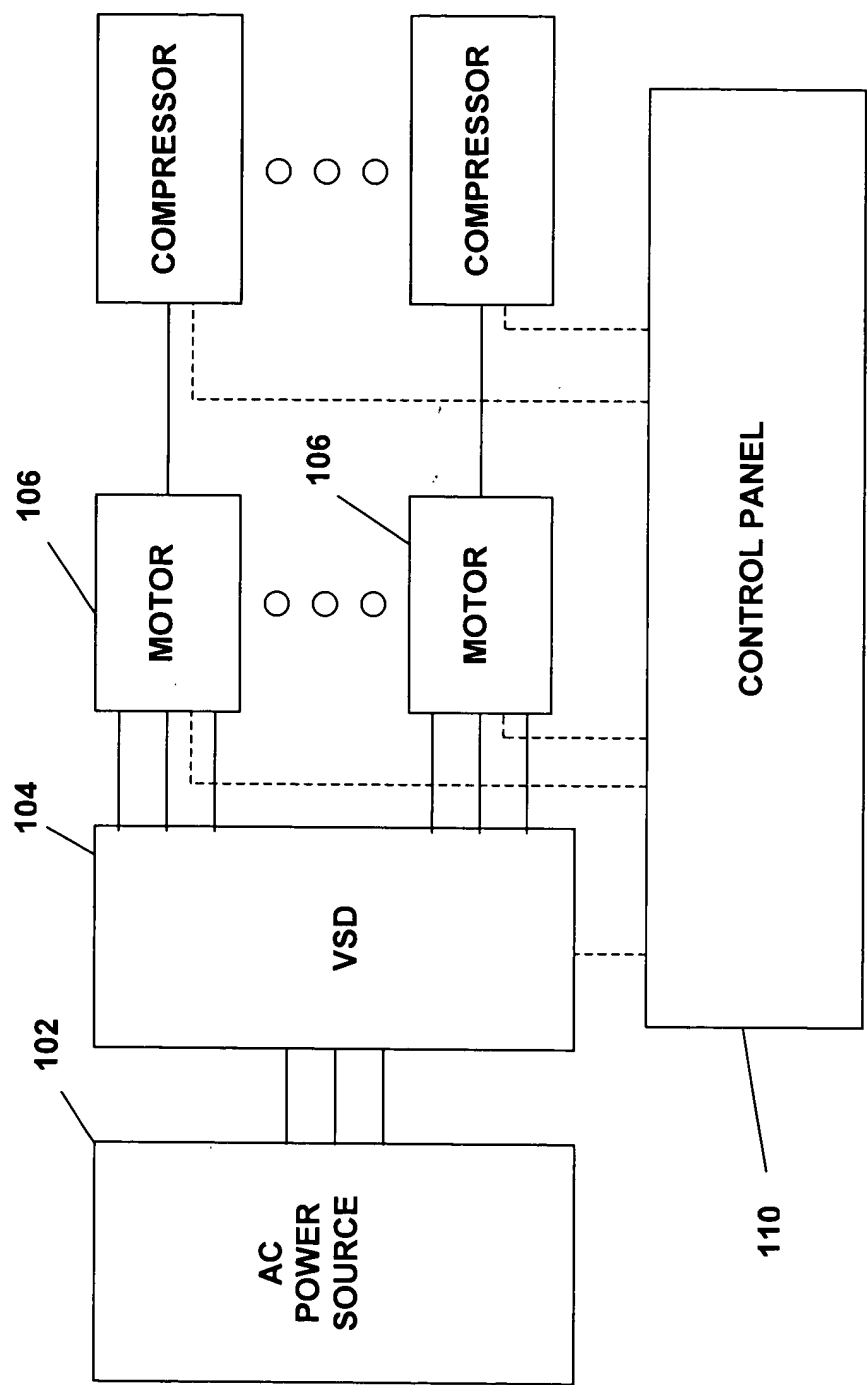 102
104
106
106
AC
POWER
SOURCE
VSD
MOTOR
MOTOR
COMPRESSOR
COMPRESSOR
CONTROL PANEL
110